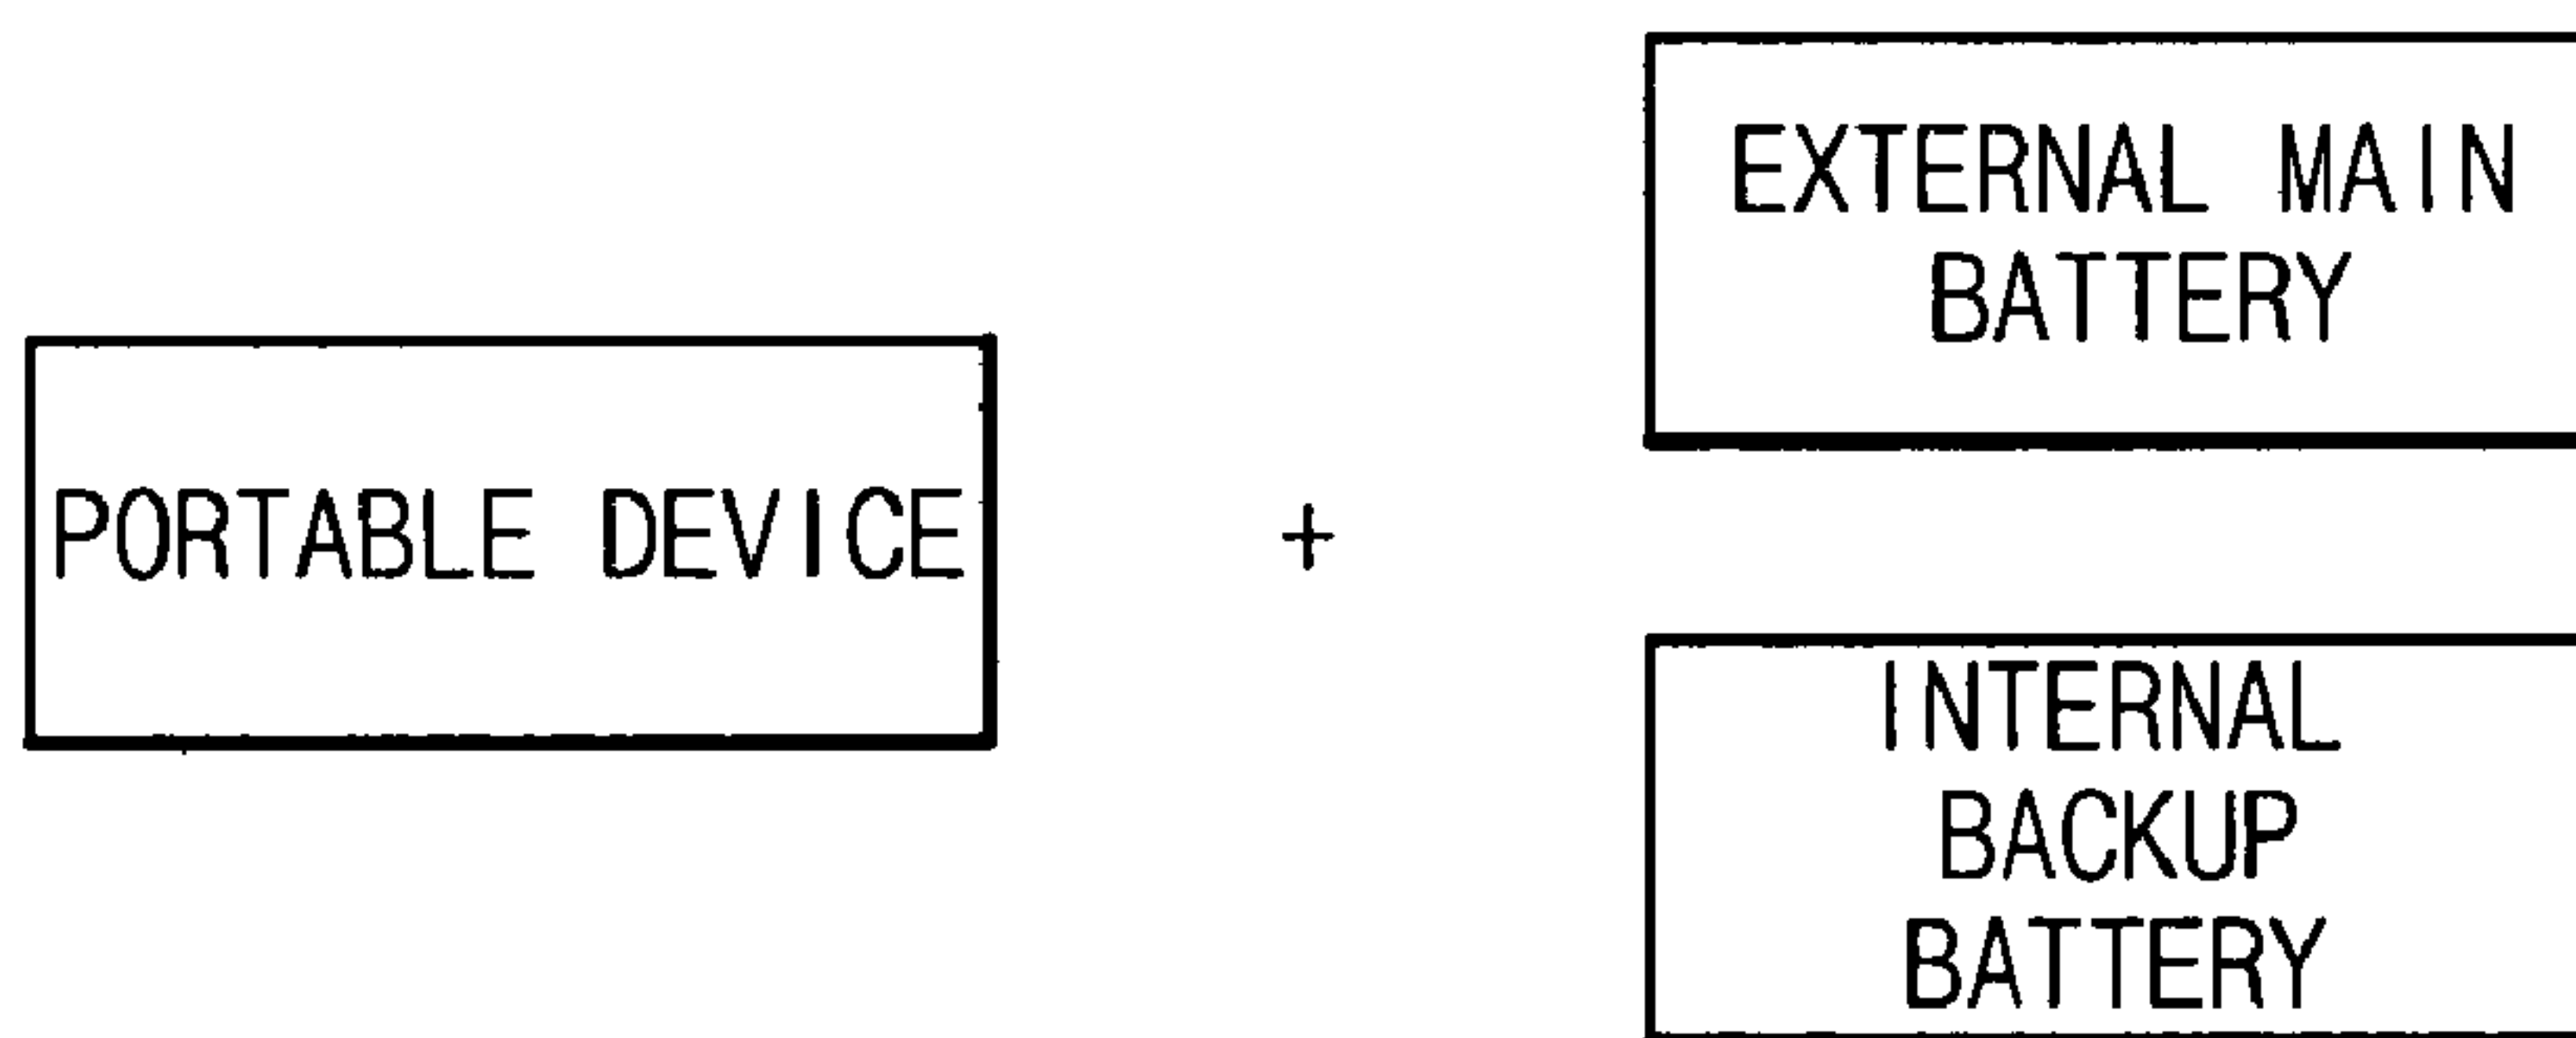 PORTABLE DEVICE
+
EXTERNAL MAIN
BATTERY
INTERNAL
BACKUP
BATTERY